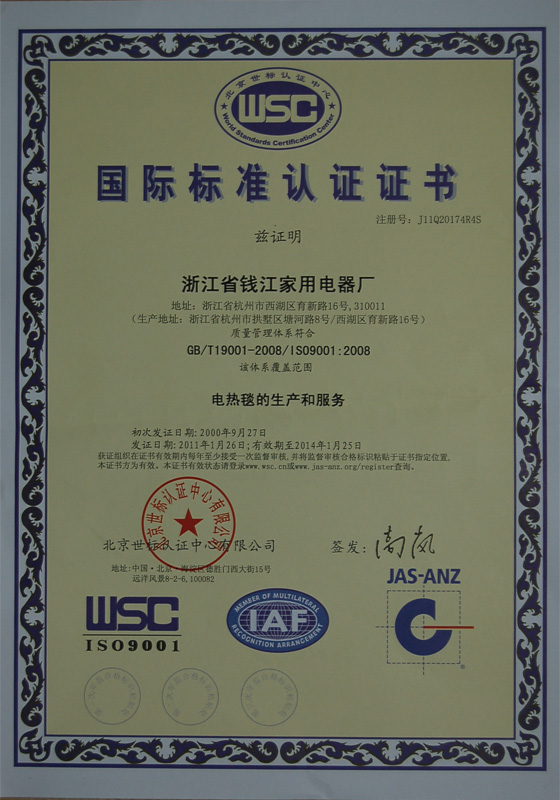 北京世标认证中心
WSC
World Standards Certification Center
国际标准认证证书
注册号：J11Q20174R4S
兹证明
浙江省钱江家用电器厂
地址：浙江省杭州市西湖区育新路16号,310011
（生产地址：浙江省杭州市拱墅区塘河路8号/西湖区育新路16号）
质量管理体系符合
GB/T19001-2008/ISO9001:2008
该体系覆盖范围
电热毯的生产和服务
初次发证日期:2000年9月27日
发证日期:2011年1月26日;有效期至2014年1月25日
获证组织在证书有效期内每年至少接受一次监督审核,并将监督审核合格标识粘贴于证书指定位置,
本证书方为有效。本证书有效状态请登录www.wsc.cn或www.jas-anz.org/register查询。
北京世标认证中心有限公司
北京世标认证中心有限公司
签发：
地址:中国·北京·海淀区德胜门西大街15号
远洋风景8-2-6,100082
WSC
ISO9001
MEMBER OF MULTILATERAL
IAF
RECOGNITION ARRANGEMENT
JAS-ANZ
®